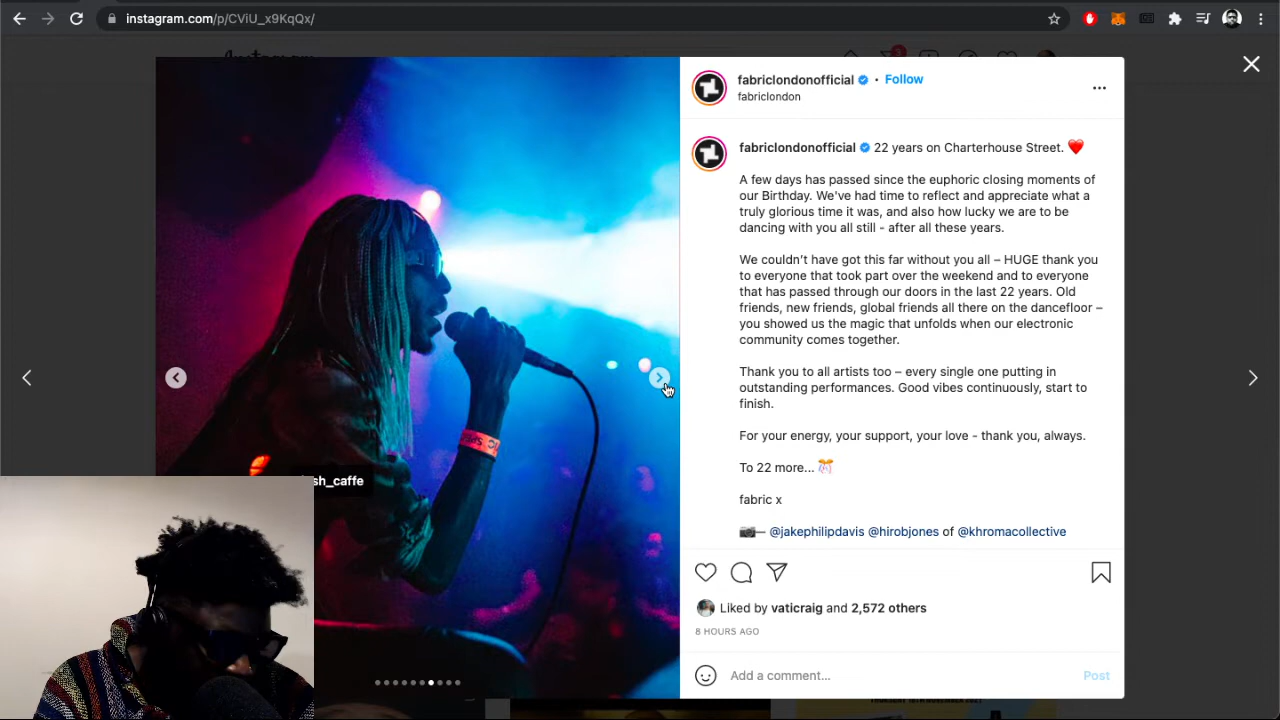 instagram.com/p/CViU_x9KqQx/
fabriclondonofficial • Follow
fabriclondon
fabriclondonofficial 22 years on Charterhouse Street. ❤️
A few days has passed since the euphoric closing moments of
our Birthday. We've had time to reflect and appreciate what a
truly glorious time it was, and also how lucky we are to be
dancing with you all still - after all these years.
We couldn't have got this far without you all – HUGE thank you
to everyone that took part over the weekend and to everyone
that has passed through our doors in the last 22 years. Old
friends, new friends, global friends all there on the dancefloor –
you showed us the magic that unfolds when our electronic
community comes together.
Thank you to all artists too – every single one putting in
outstanding performances. Good vibes continuously, start to
finish.
For your energy, your support, your love - thank you, always.
To 22 more... 🎊
fabric x
@jakephilipdavis @hirobjones of @khromacollective
sh_caffe
Liked by vaticraig and 2,572 others
8 HOURS AGO
Add a comment...
Post